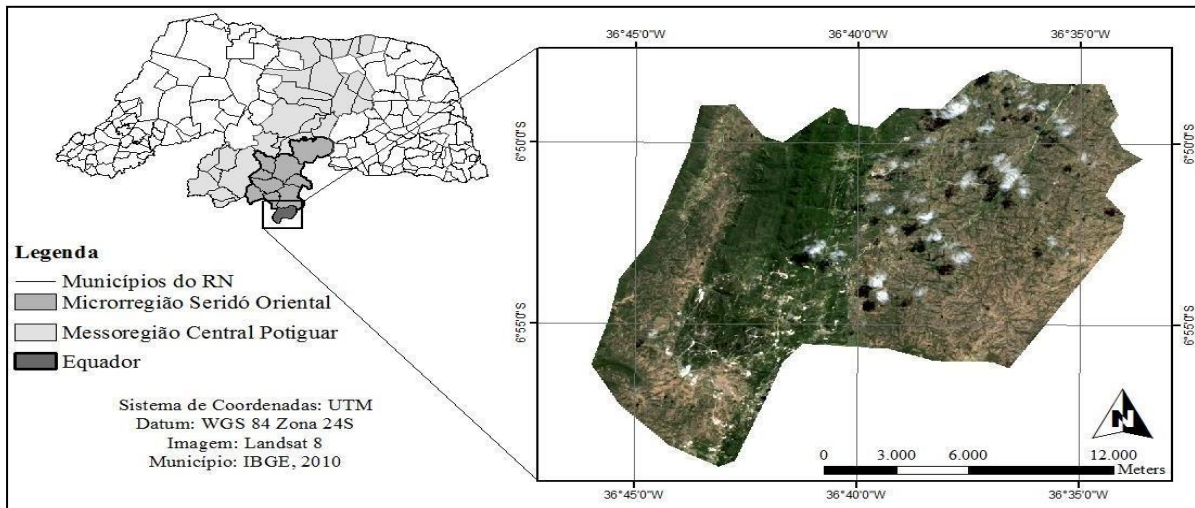 36°45'0"W 36°40'0"W 36°35'0"W
6°50'0"S 6°50'0"S
6°55'0"S 6°55'0"S
Legenda
Municípios do RN
Microrregião Seridó Oriental
Messoregião Central Potiguar
Equador
Sistema de Coordenadas: UTM
Datum: WGS 84 Zona 24S
Imagem: Landsat 8
Município: IBGE, 2010
N
0 3.000 6.000 12.000
Meters
36°45'0"W 36°40'0"W 36°35'0"W